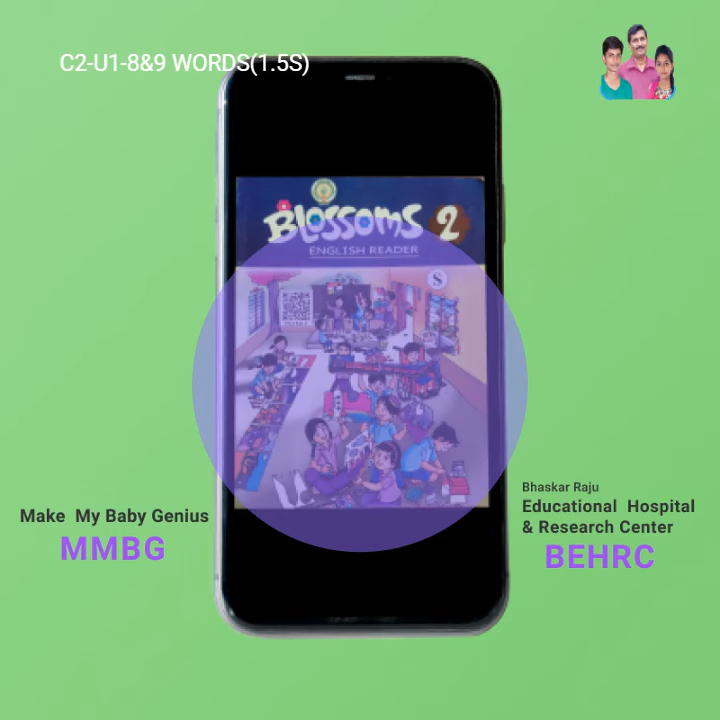 C2-U1-8&9 WORDS(1.5S)
BLOSSOMS 2
ENGLISH READER
S
Make My Baby Genius
MMBG
Bhaskar Raju
Educational Hospital
& Research Center
BEHRC